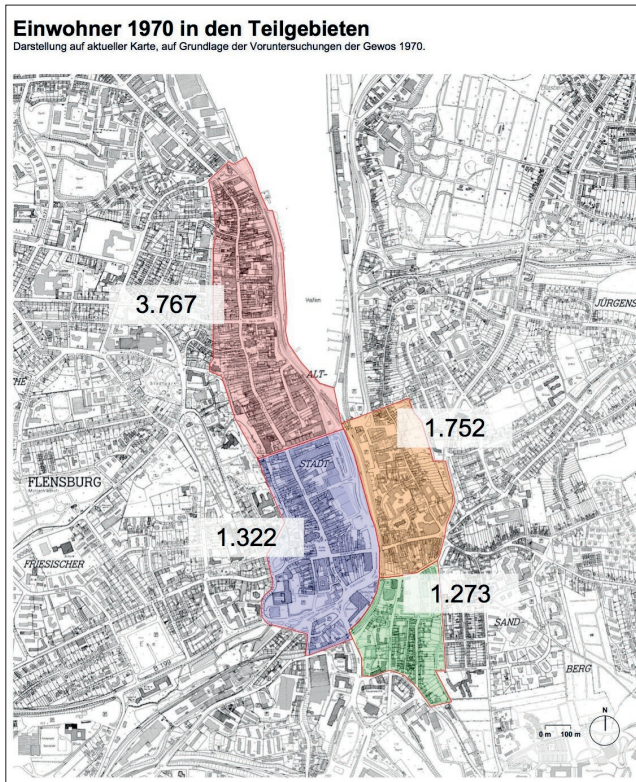 Einwohner 1970 in den Teilgebieten
Darstellung auf aktueller Karte, auf Grundlage der Voruntersuchungen der Gewos 1970.
Hafen
3.767
JÜRGENS
ALT-
1.752
STADT
FLENSBURG
1.322
FRIESISCHER
1.273
SAND-
BERG
N
0 m 100 m